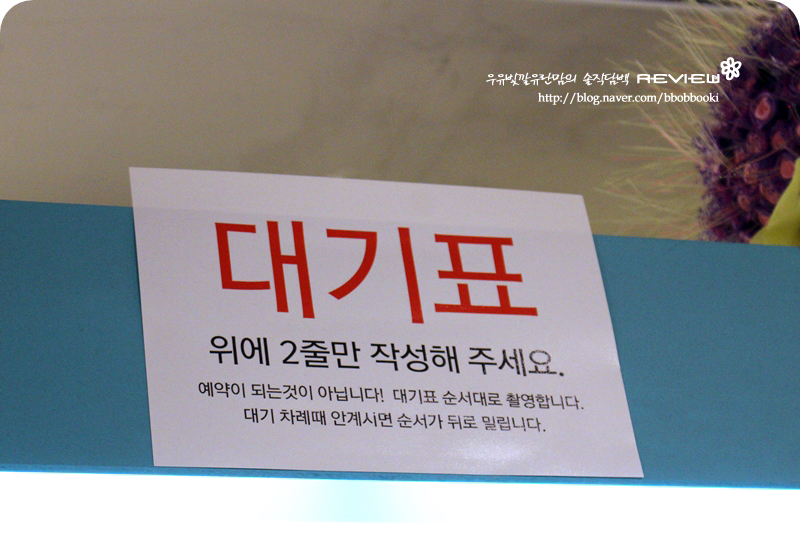 우유빛깔유난맘의 솔직담백 REVIEW
http://blog.naver.com/bbobbooki
대기표
위에 2줄만 작성해 주세요.
예약이 되는것이 아닙니다! 대기표 순서대로 촬영합니다.
대기 차례때 안계시면 순서가 뒤로 밀립니다.